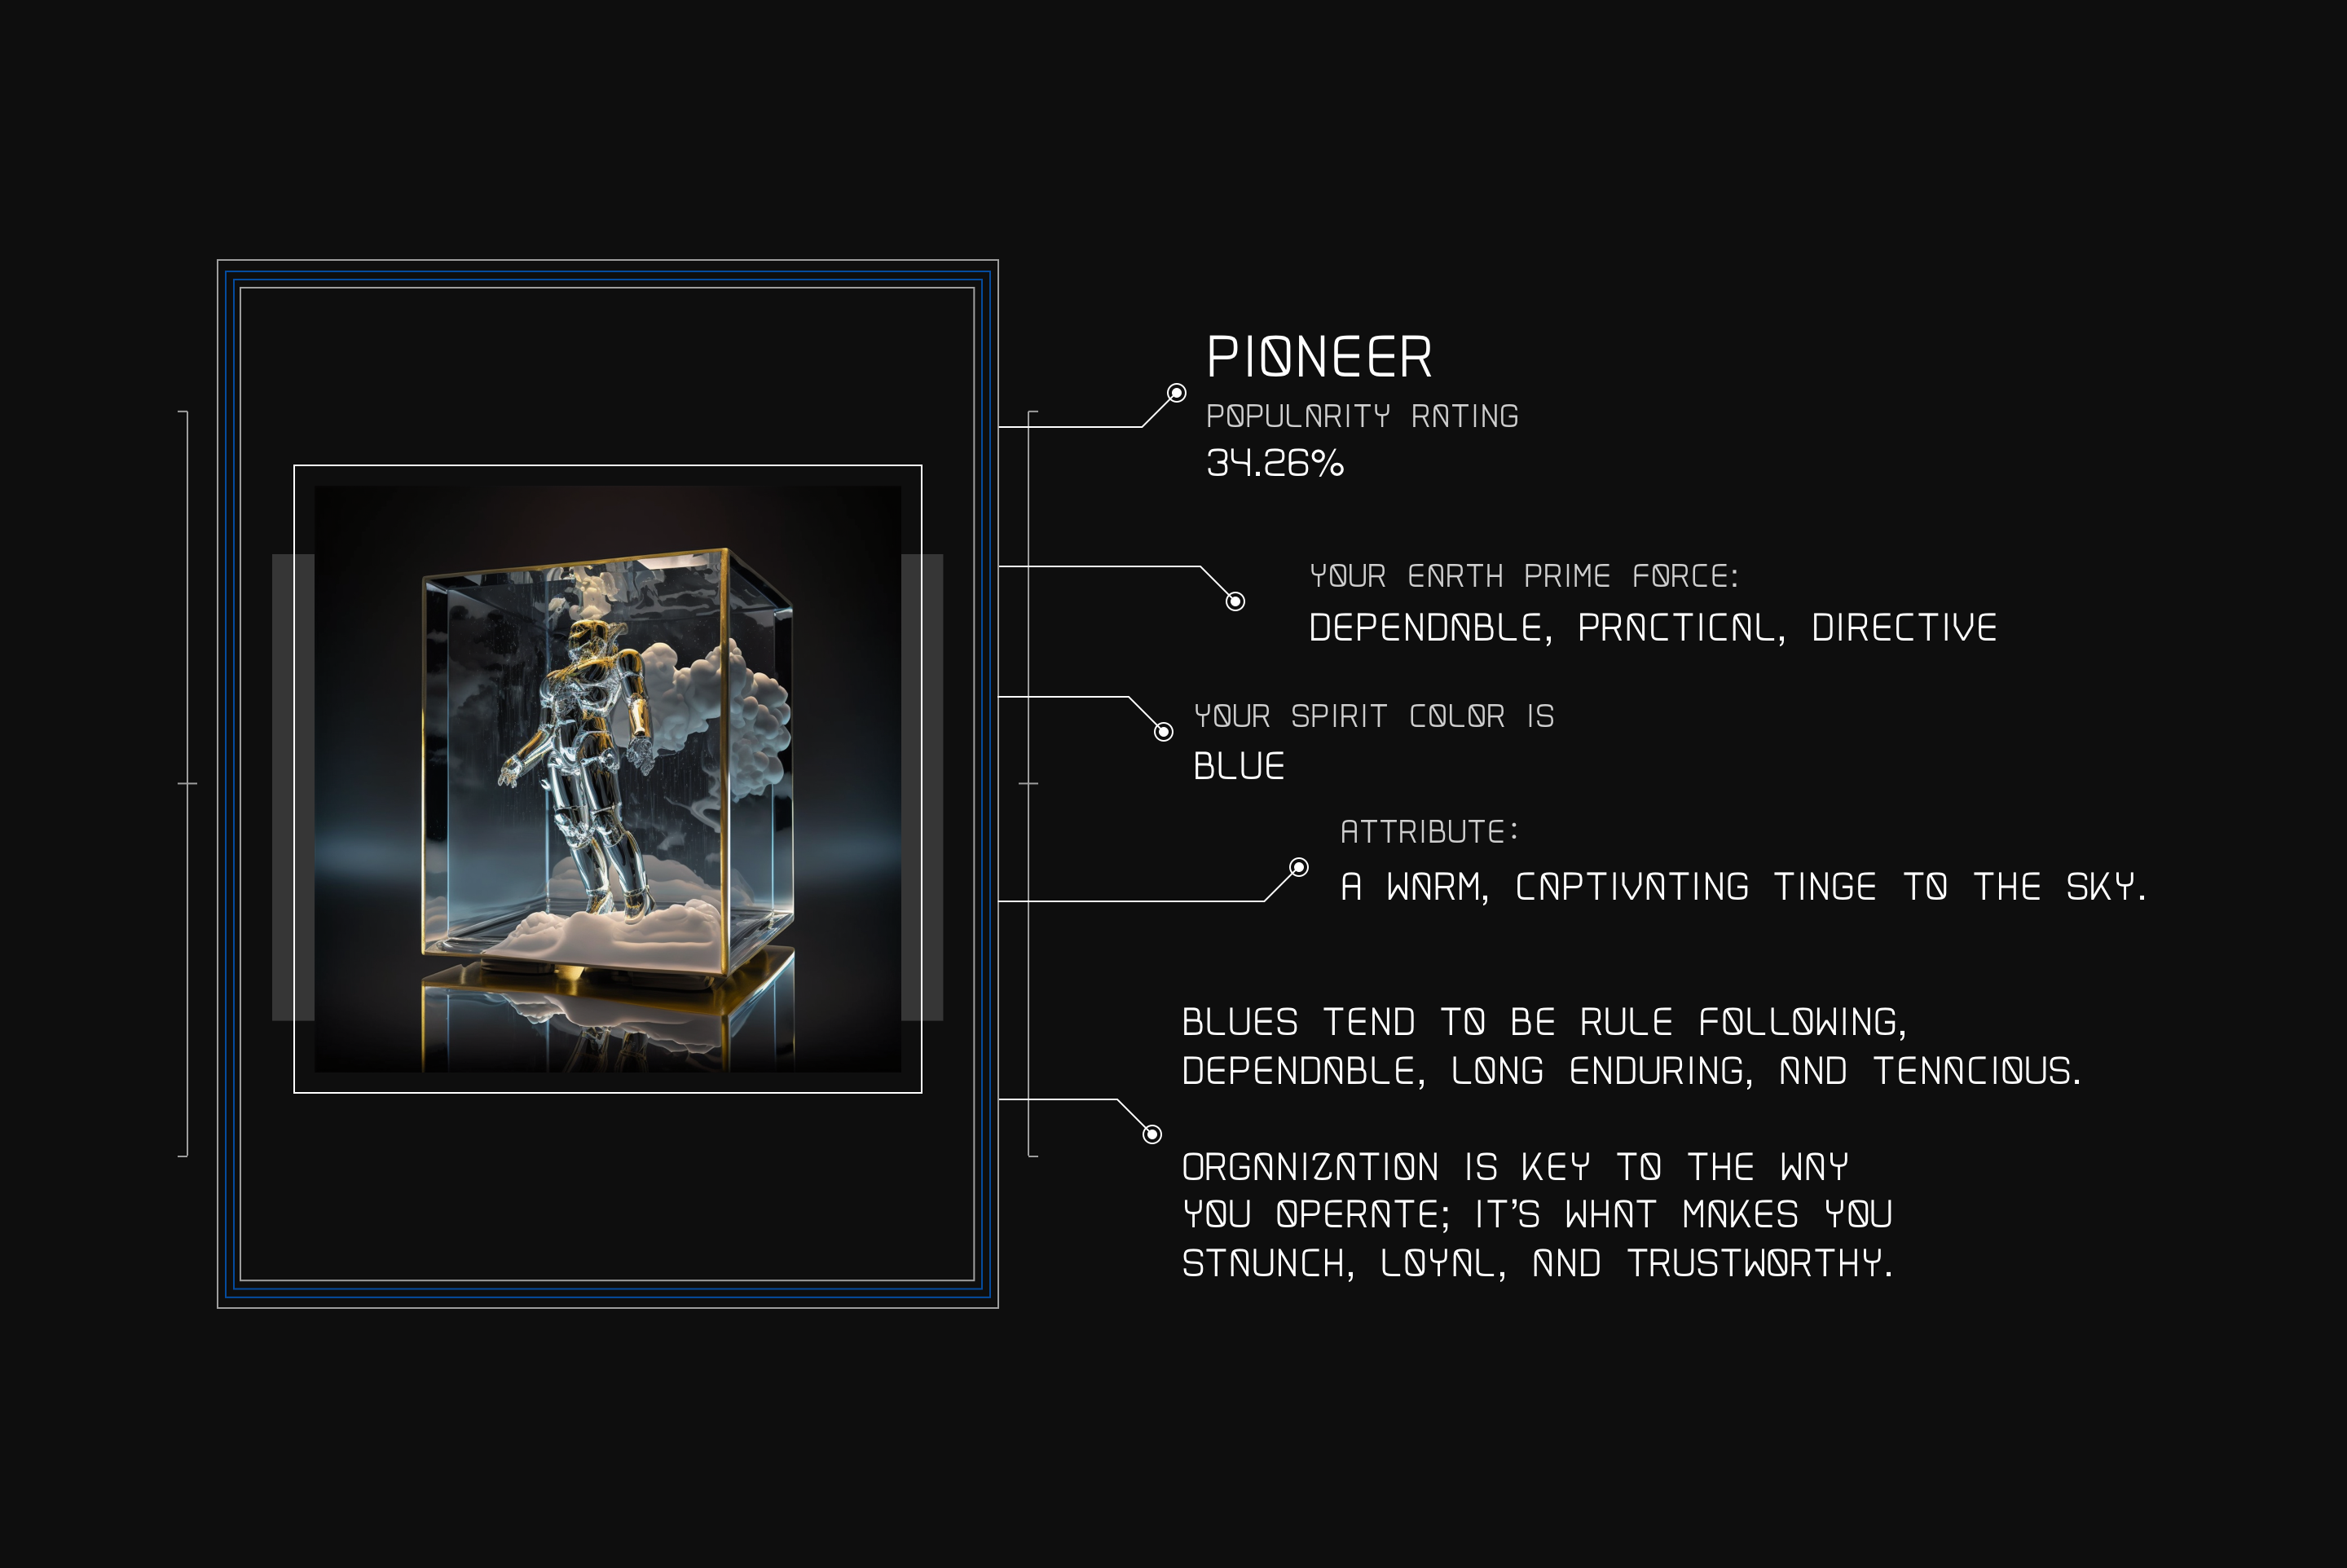 PIONEER
POPULARITY RATING
34.26%
YOUR EARTH PRIME FORCE:
DEPENDABLE, PRACTICAL, DIRECTIVE
YOUR SPIRIT COLOR IS
BLUE
ATTRIBUTE:
A WARM, CAPTIVATING TINGE TO THE SKY.
BLUES TEND TO BE RULE FOLLOWING,
DEPENDABLE, LONG ENDURING, AND TENACIOUS.
ORGANIZATION IS KEY TO THE WAY
YOU OPERATE; IT'S WHAT MAKES YOU
STAUNCH, LOYAL, AND TRUSTWORTHY.